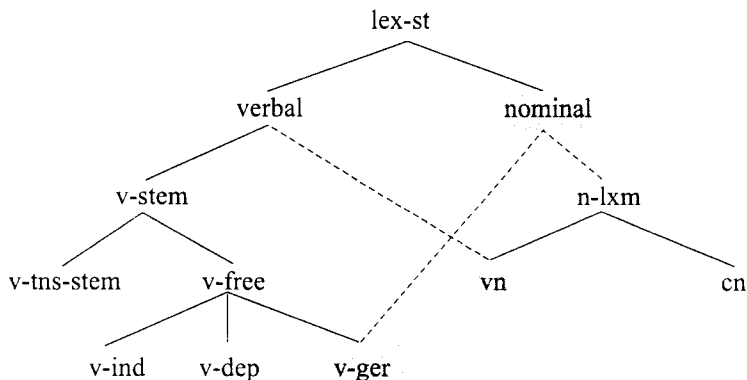 lex-st
verbal nominal
v-stem n-lxm
v-tns-stem v-free vn cn
v-ind v-dep v-ger